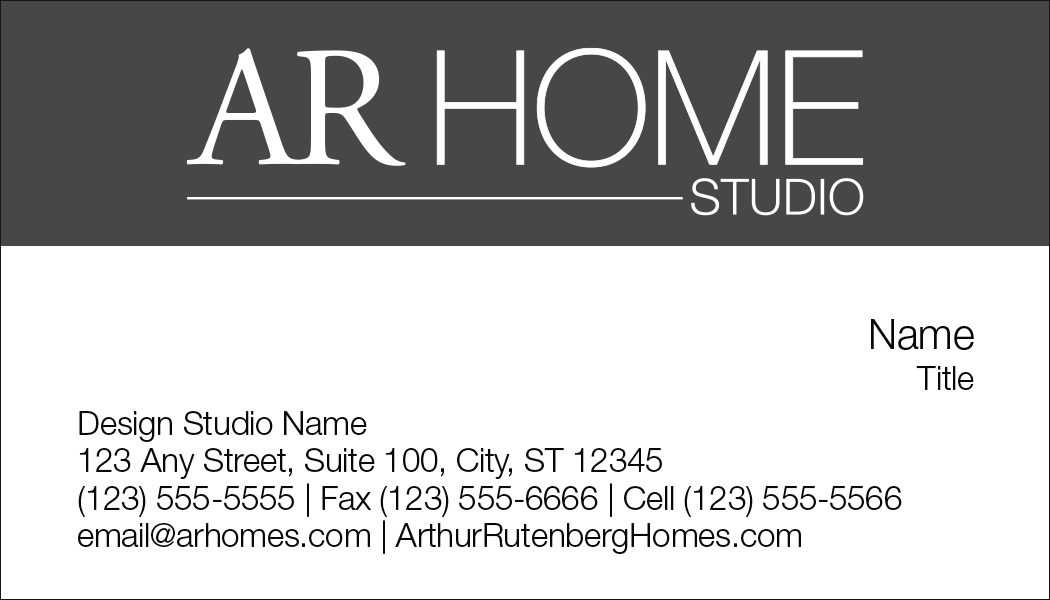 AR HOME
STUDIO
Name
Title
Design Studio Name
123 Any Street, Suite 100, City, ST 12345
(123) 555-5555 | Fax (123) 555-6666 | Cell (123) 555-5566
email@arhomes.com | ArthurRutenbergHomes.com